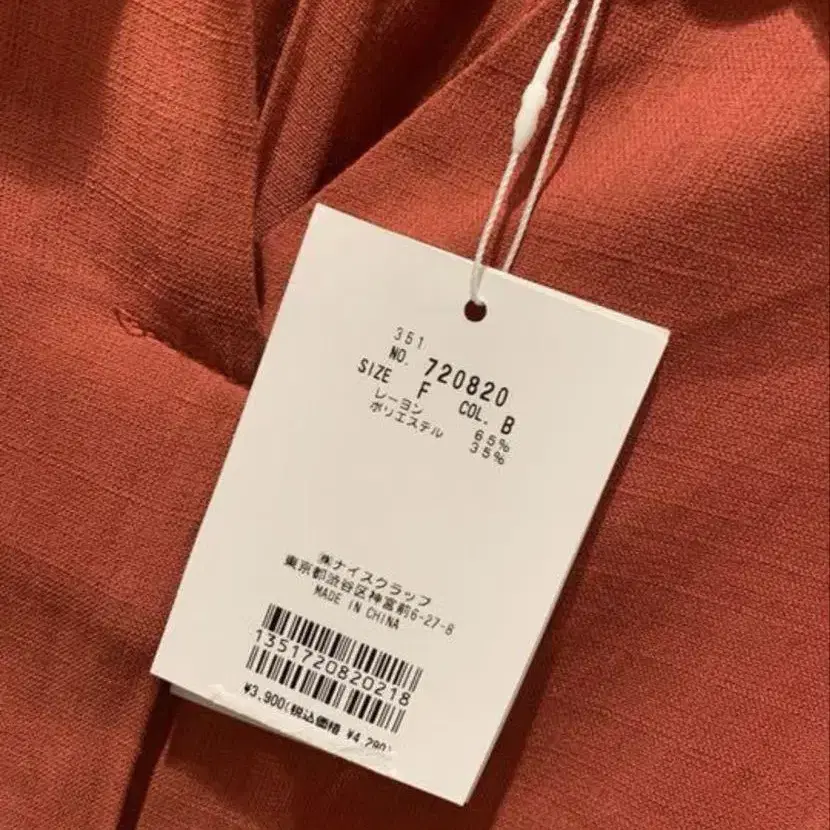 351
NO. 720820
SIZE F COL. B
レーヨン 65%
ポリエステル 35%
㈱ナイスクラップ
東京都渋谷区神宮前6-27-8
MADE IN CHINA
1351720820218
¥3,900(税込価格 ¥4,290)